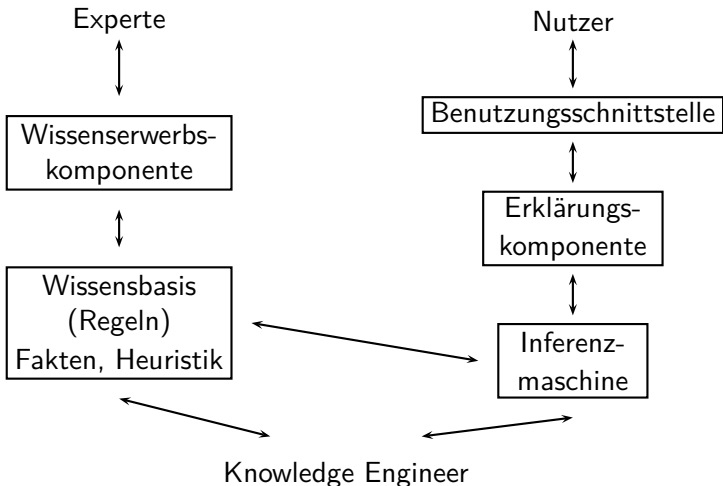 Experte
Nutzer
Wissenserwerbs-
komponente
Benutzungsschnittstelle
Erklärungs-
komponente
Wissensbasis
(Regeln)
Fakten, Heuristik
Inferenz-
maschine
Knowledge Engineer